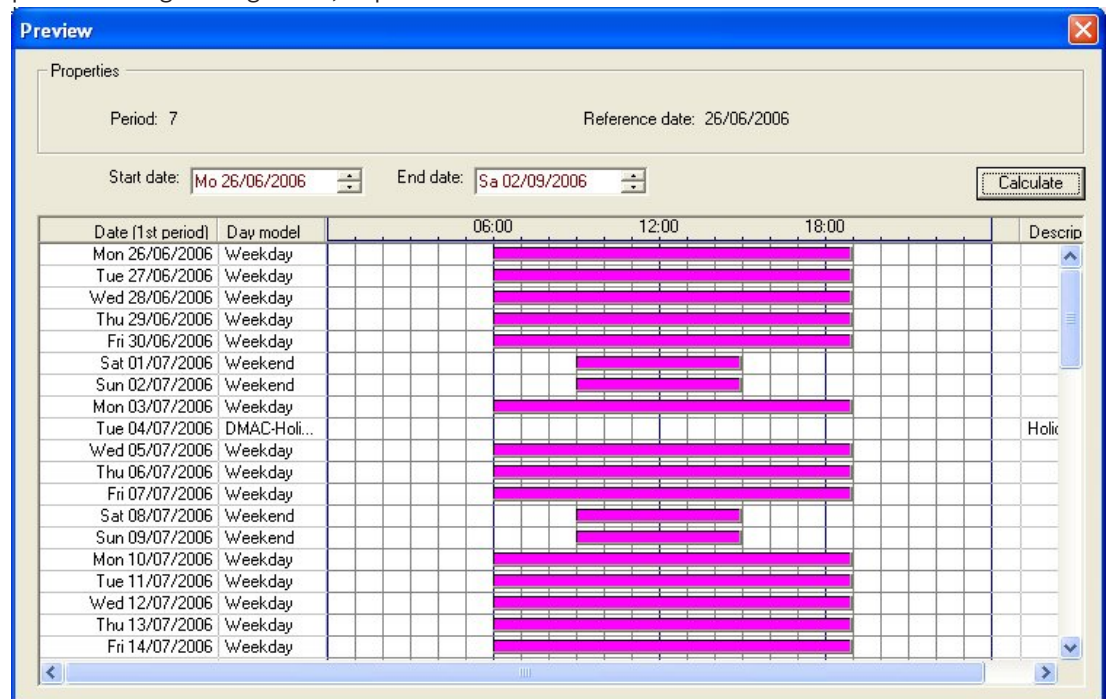 Preview
Properties
Period: 7 Reference date: 26/06/2006
Start date: Mo 26/06/2006 End date: Sa 02/09/2006 Calculate
Date (1st period) Day model 06:00 12:00 18:00 Descrip
Mon 26/06/2006 Weekday
Tue 27/06/2006 Weekday
Wed 28/06/2006 Weekday
Thu 29/06/2006 Weekday
Fri 30/06/2006 Weekday
Sat 01/07/2006 Weekend
Sun 02/07/2006 Weekend
Mon 03/07/2006 Weekday
Tue 04/07/2006 DMAC-Holi... Holic
Wed 05/07/2006 Weekday
Thu 06/07/2006 Weekday
Fri 07/07/2006 Weekday
Sat 08/07/2006 Weekend
Sun 09/07/2006 Weekend
Mon 10/07/2006 Weekday
Tue 11/07/2006 Weekday
Wed 12/07/2006 Weekday
Thu 13/07/2006 Weekday
Fri 14/07/2006 Weekday